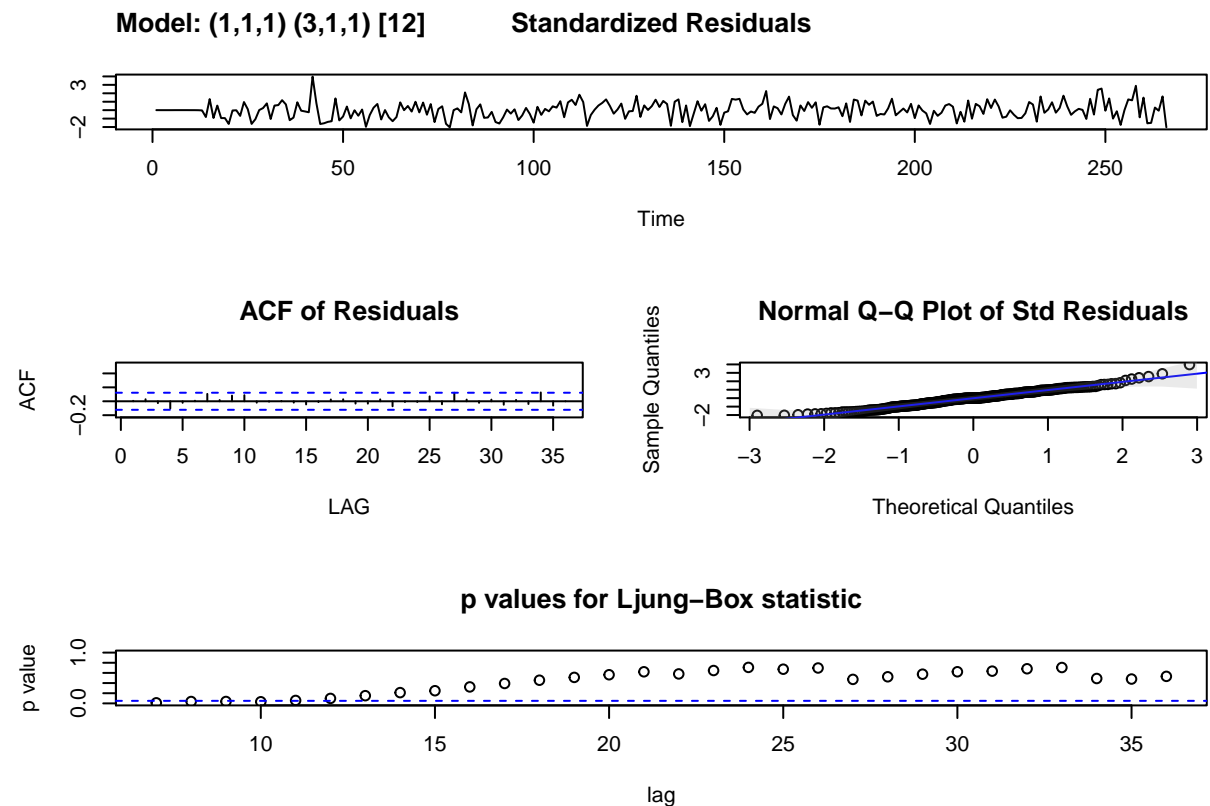 Model: (1,1,1) (3,1,1) [12] Standardized Residuals
3
−2
0 50 100 150 200 250
Time
ACF of Residuals
ACF
−0.2
0 5 10 15 20 25 30 35
LAG
Normal Q−Q Plot of Std Residuals
Sample Quantiles
3
−2
−3 −2 −1 0 1 2 3
Theoretical Quantiles
p values for Ljung−Box statistic
p value
1.0
0.0
10 15 20 25 30 35
lag